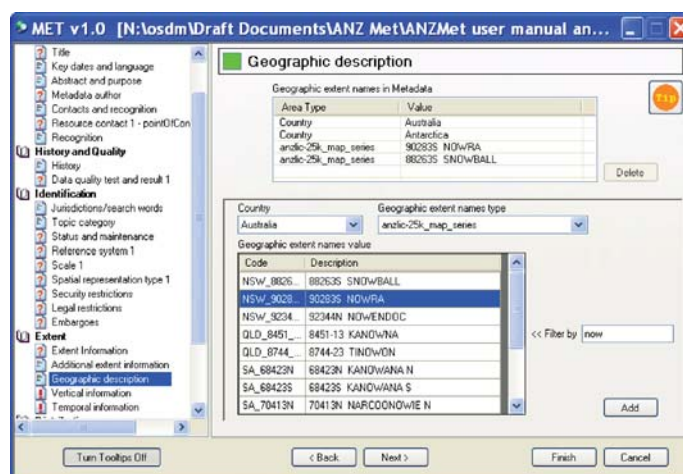 MET v1.0 [N:\osdm\Draft Documents\ANZ Met\ANZMet user manual an...
Title
Key dates and language
Abstract and purpose
Metadata author
Contacts and recognition
Resource contact 1 - pointOfCon
Recognition
History and Quality
History
Data quality test and result 1
Identification
Jurisdictions/search words
Topic category
Status and maintenance
Reference system 1
Scale 1
Spatial representation type 1
Security restrictions
Legal restrictions
Embargoes
Extent
Extent Information
Additional extent information
Geographic description
Vertical information
Temporal information
Geographic description
Geographic extent names in Metadata
Tip
Area Type Value
Country Australia
Country Antarctica
anzlic-25k_map_series 90283S NOWRA
anzlic-25k_map_series 88263S SNOWBALL
Delete
Country Geographic extent names type
Australia anzlic-25k_map_series
Geographic extent names value
Code Description
NSW_8826... 88263S SNOWBALL
NSW_9028... 90283S NOWRA
NSW_9234... 92344N NOWENDOC
QLD_8451_... 8451-13 KANOWNA
QLD_8744_... 8744-23 TINOWON
SA_68423N 68423N KANOWANA N
SA_68423S 68423S KANOWANA S
SA_70413N 70413N NARCOONOWIE N
<< Filter by now
Add
Turn Tooltips Off
< Back Next > Finish Cancel